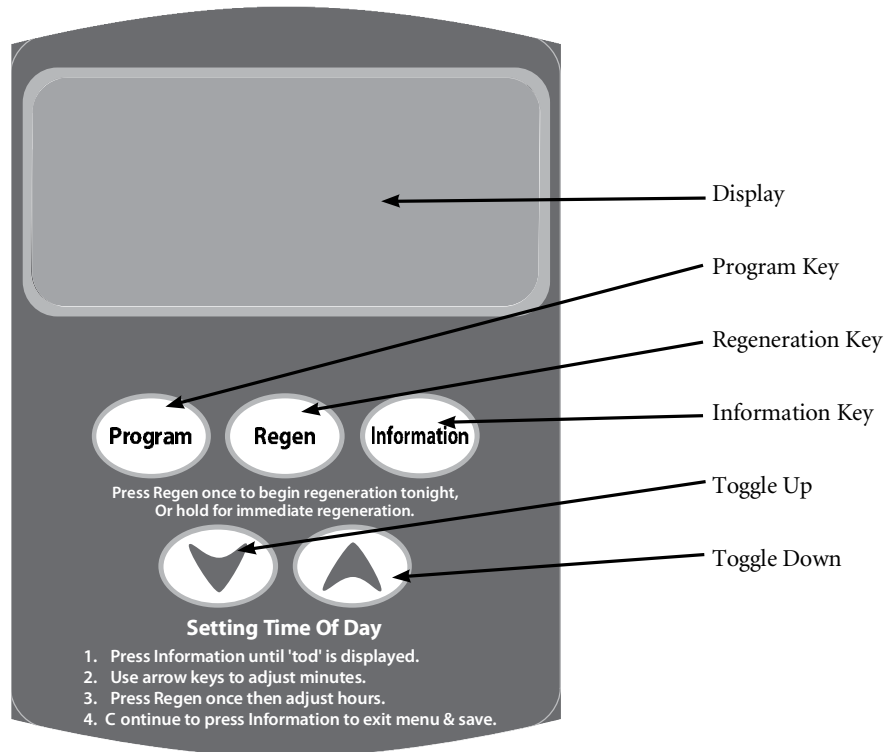 Display
Program Key
Regeneration Key
Information Key
Toggle Up
Toggle Down
Program Regen Information
Press Regen once to begin regeneration tonight,
Or hold for immediate regeneration.
Setting Time Of Day
1. Press Information until 'tod' is displayed.
2. Use arrow keys to adjust minutes.
3. Press Regen once then adjust hours.
4. C ontinue to press Information to exit menu & save.